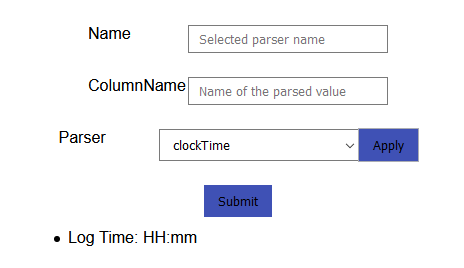 Name Selected parser name
ColumnName Name of the parsed value
Parser clockTime Apply
Submit
• Log Time: HH:mm